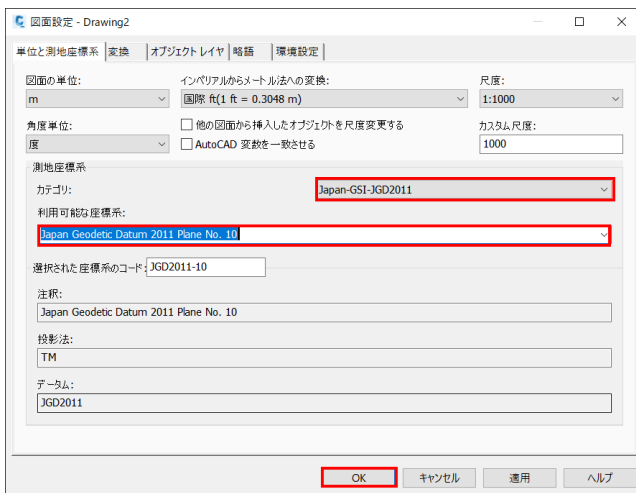 図面設定 - Drawing2
単位と測地座標系 変換 オブジェクト レイヤ 略語 環境設定
図面の単位: インペリアルからメートル法への変換: 尺度:
m 国際 ft(1 ft = 0.3048 m) 1:1000
角度単位: 他の図面から挿入したオブジェクトを尺度変更する カスタム尺度:
度 AutoCAD 変数を一致させる 1000
測地座標系
カテゴリ: Japan-GSI-JGD2011
利用可能な座標系:
Japan Geodetic Datum 2011 Plane No. 10
選択された座標系のコード: JGD2011-10
注釈:
Japan Geodetic Datum 2011 Plane No. 10
投影法:
TM
データム:
JGD2011
OK キャンセル 適用 ヘルプ